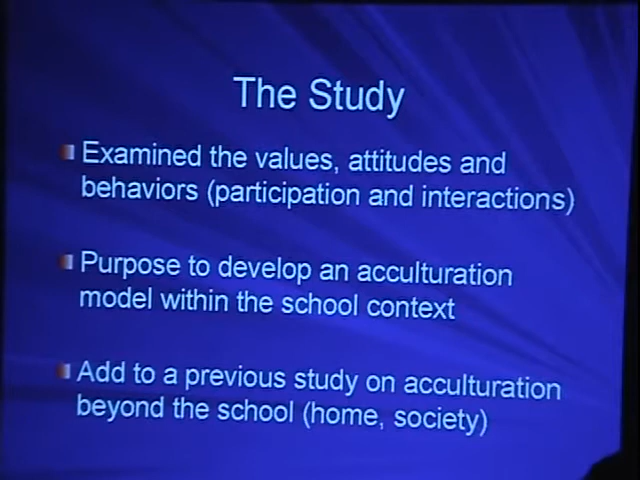 The Study
Examined the values, attitudes and
behaviors (participation and interactions)
Purpose to develop an acculturation
model within the school context
Add to a previous study on acculturation
beyond the school (home, society)